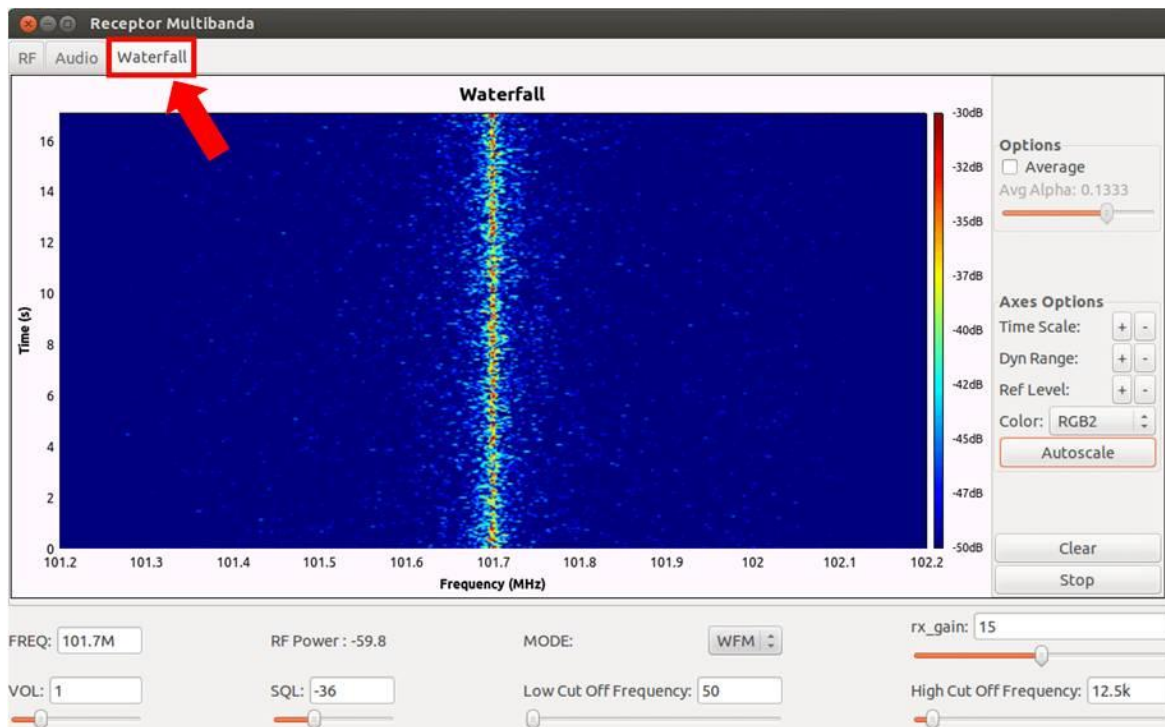 Receptor Multibanda
RF Audio Waterfall
Waterfall
16
14
12
10
8
6
4
2
0
Time (s)
101.2 101.3 101.4 101.5 101.6 101.7 101.8 101.9 102 102.1 102.2
Frequency (MHz)
-30dB
-32dB
-35dB
-37dB
-40dB
-42dB
-45dB
-47dB
-50dB
Options
Average
Avg Alpha: 0.1333
Axes Options
Time Scale: + -
Dyn Range: + -
Ref Level: + -
Color: RGB2
Autoscale
Clear
Stop
FREQ: 101.7M RF Power : -59.8 MODE: WFM rx_gain: 15
VOL: 1 SQL: -36 Low Cut Off Frequency: 50 High Cut Off Frequency: 12.5k